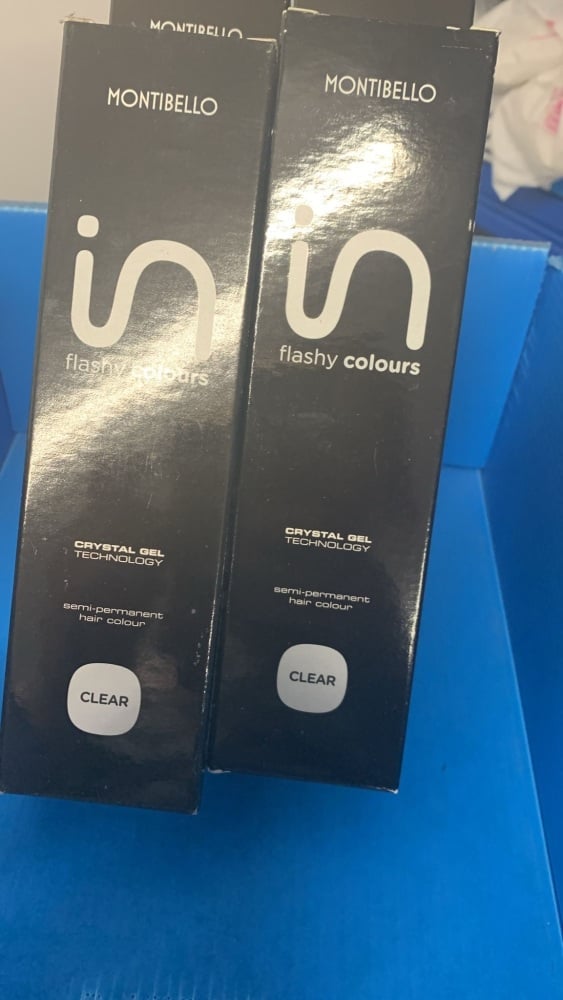 MONTIBELLO
MONTIBELLO
in
flashy colours
CRYSTAL GEL
TECHNOLOGY
semi-permanent
hair colour
CLEAR
MONTIBELLO
in
flashy colours
CRYSTAL GEL
TECHNOLOGY
semi-permanent
hair colour
CLEAR